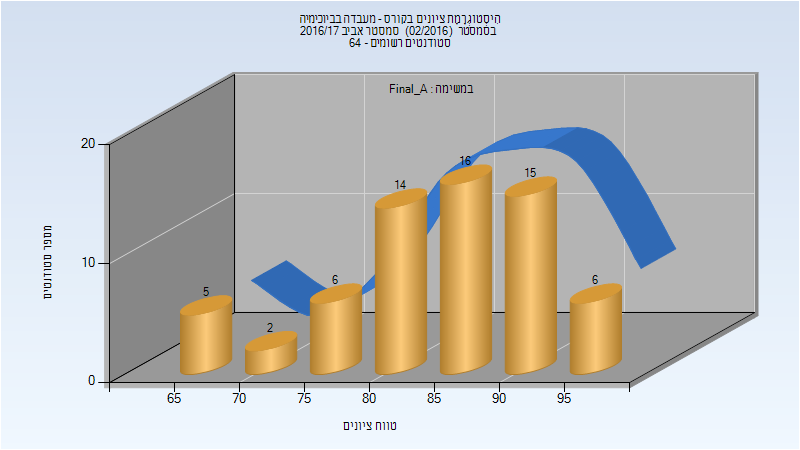 היסטוגרמת ציונים בקורס - מעבדה בביוכימיה
בסמסטר (02/2016) סמסטר אביב 2016/17
סטודנטים רשומים - 64
במשימה : Final_A
20
10
0
מספר סטודנטים
5
2
6
14
16
15
6
65 70 75 80 85 90 95
טווח ציונים